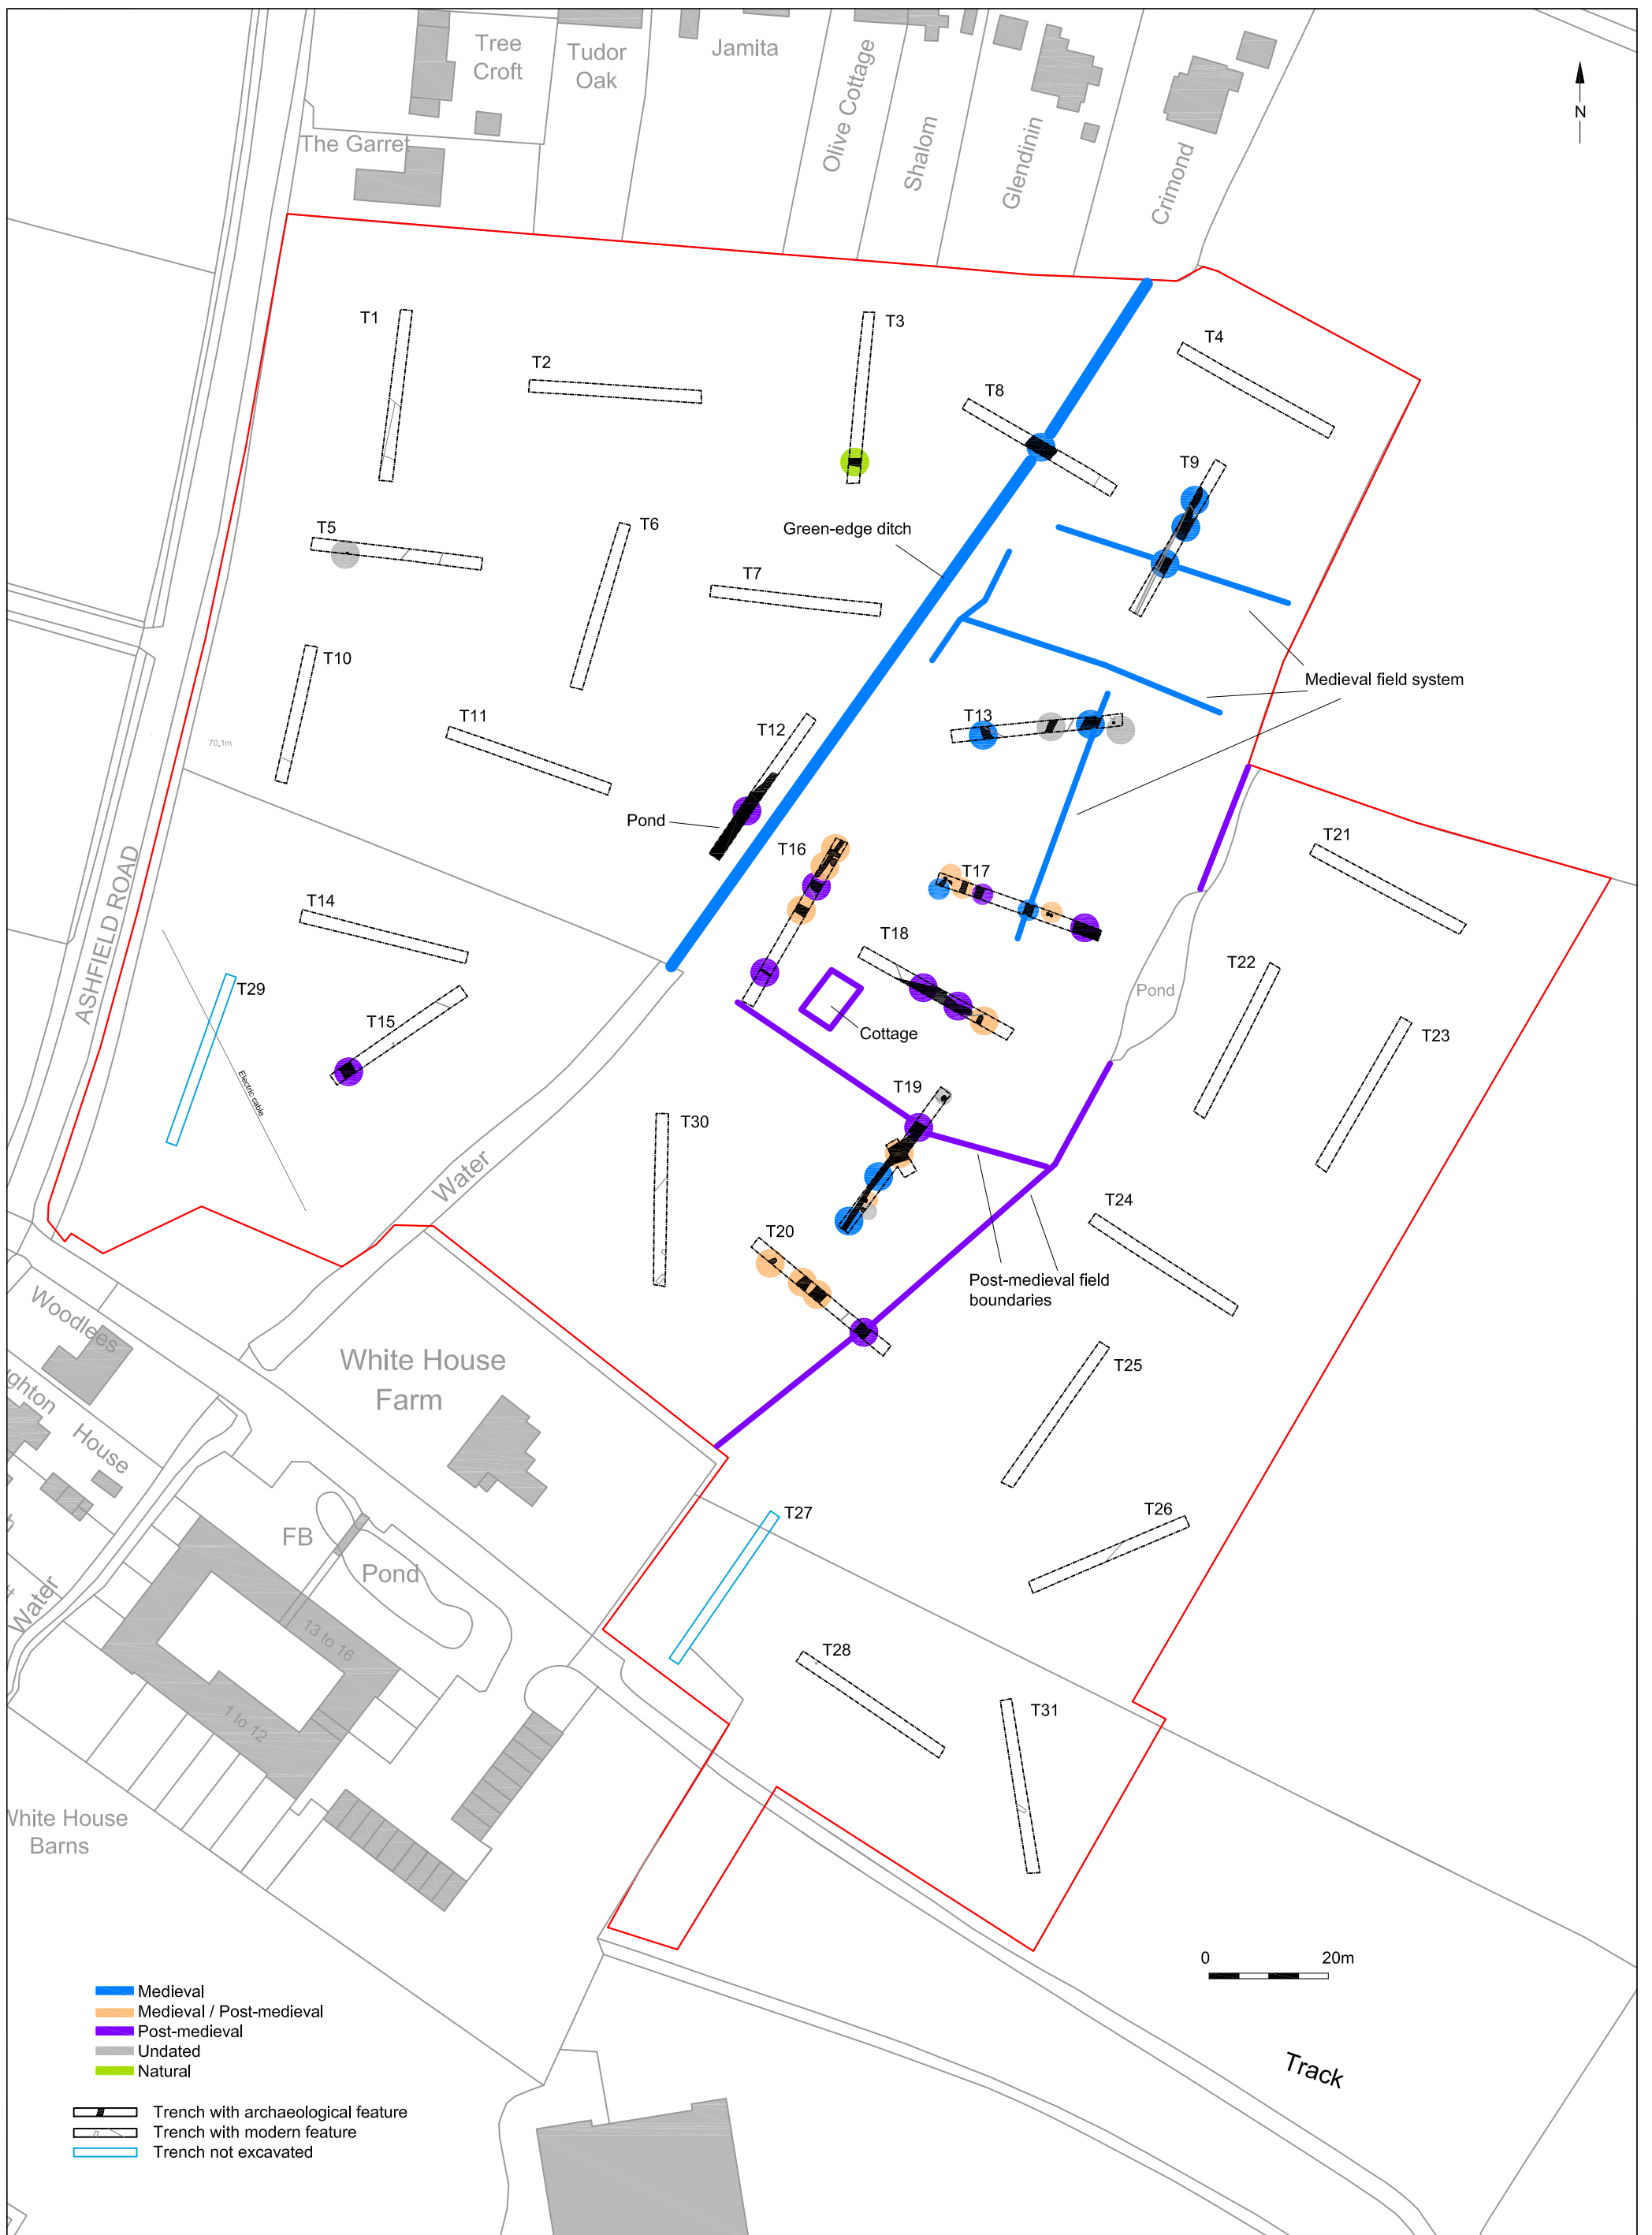 Tree
Croft
Tudor
Oak
Jamita
Olive Cottage
Shalom
Glendinin
Crimond
N
The Garret
T1
T2
T3
T4
T8
T9
T5
T6
T7
Green-edge ditch
T10
T11
T12
T13
Medieval field system
70.1m
Pond
T16
T17
T21
ASHFIELD ROAD
T14
T18
T22
T29
T15
Pond
T23
Cottage
Electric cable
T19
T30
Water
T24
T20
Post-medieval field
boundaries
Woodlees
White House
Farm
T25
House
T27
T26
FB
Pond
Water
13 to 16
1 to 12
T28
T31
White House
Barns
0 20m
Medieval
Medieval / Post-medieval
Post-medieval
Undated
Natural
Trench with archaeological feature
Trench with modern feature
Trench not excavated
Track